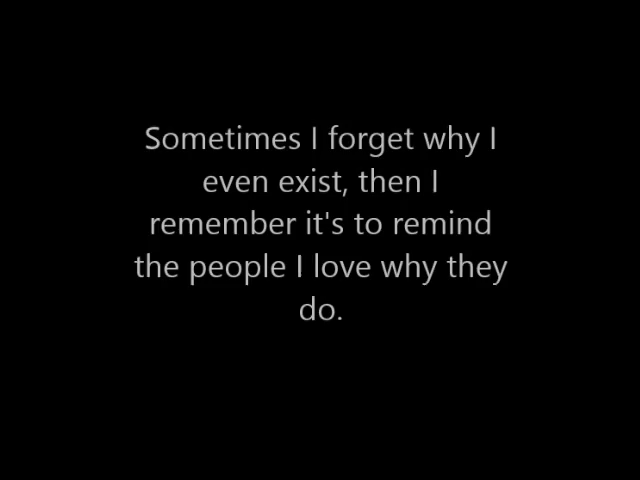 Sometimes I forget why I
even exist, then I
remember it's to remind
the people I love why they
do.